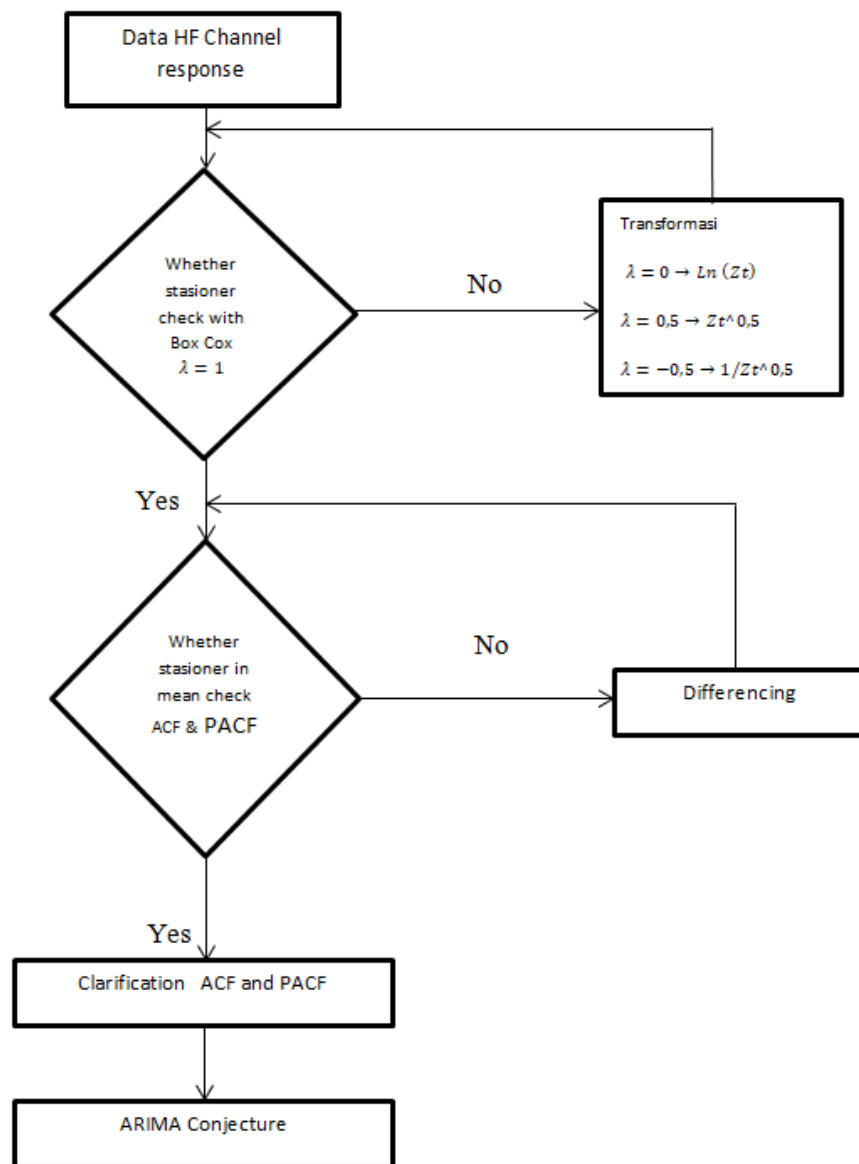 Data HF Channel
response
Whether
stasioner
check with
Box Cox
𝜆 = 1
No
Transformasi
𝜆 = 0 → 𝐿𝑛 (𝑍𝑡)
𝜆 = 0,5 → 𝑍𝑡^0,5
𝜆 = −0,5 → 1/𝑍𝑡^0,5
Yes
Whether
stasioner in
mean check
ACF & PACF
No
Differencing
Yes
Clarification ACF and PACF
ARIMA Conjecture